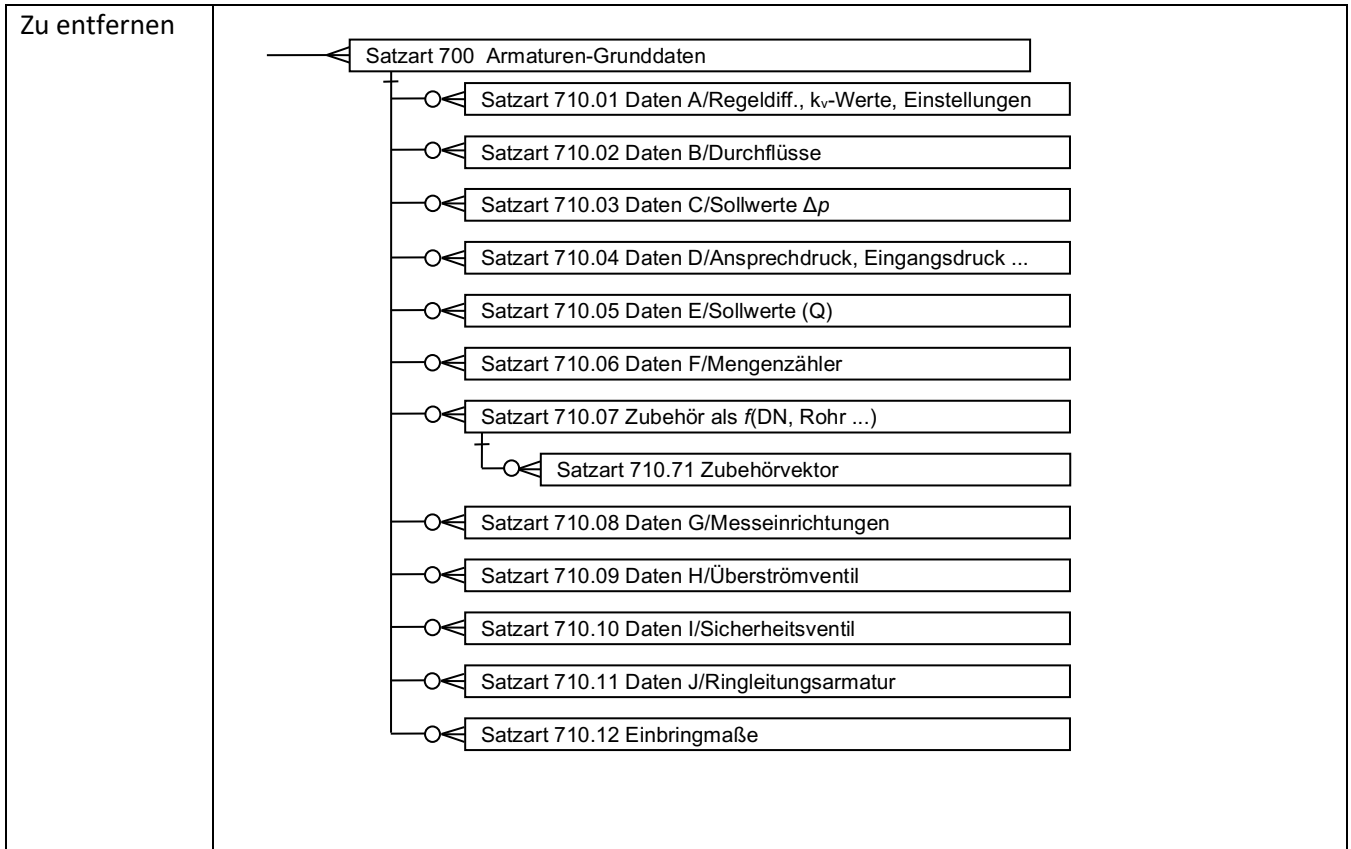 Zu entfernen
Satzart 700 Armaturen-Grunddaten
Satzart 710.01 Daten A/Regeldiff., kv-Werte, Einstellungen
Satzart 710.02 Daten B/Durchflüsse
Satzart 710.03 Daten C/Sollwerte Δp
Satzart 710.04 Daten D/Ansprechdruck, Eingangsdruck ...
Satzart 710.05 Daten E/Sollwerte (Q)
Satzart 710.06 Daten F/Mengenzähler
Satzart 710.07 Zubehör als f(DN, Rohr ...)
Satzart 710.71 Zubehörvektor
Satzart 710.08 Daten G/Messeinrichtungen
Satzart 710.09 Daten H/Überströmventil
Satzart 710.10 Daten I/Sicherheitsventil
Satzart 710.11 Daten J/Ringleitungsarmatur
Satzart 710.12 Einbringmaße